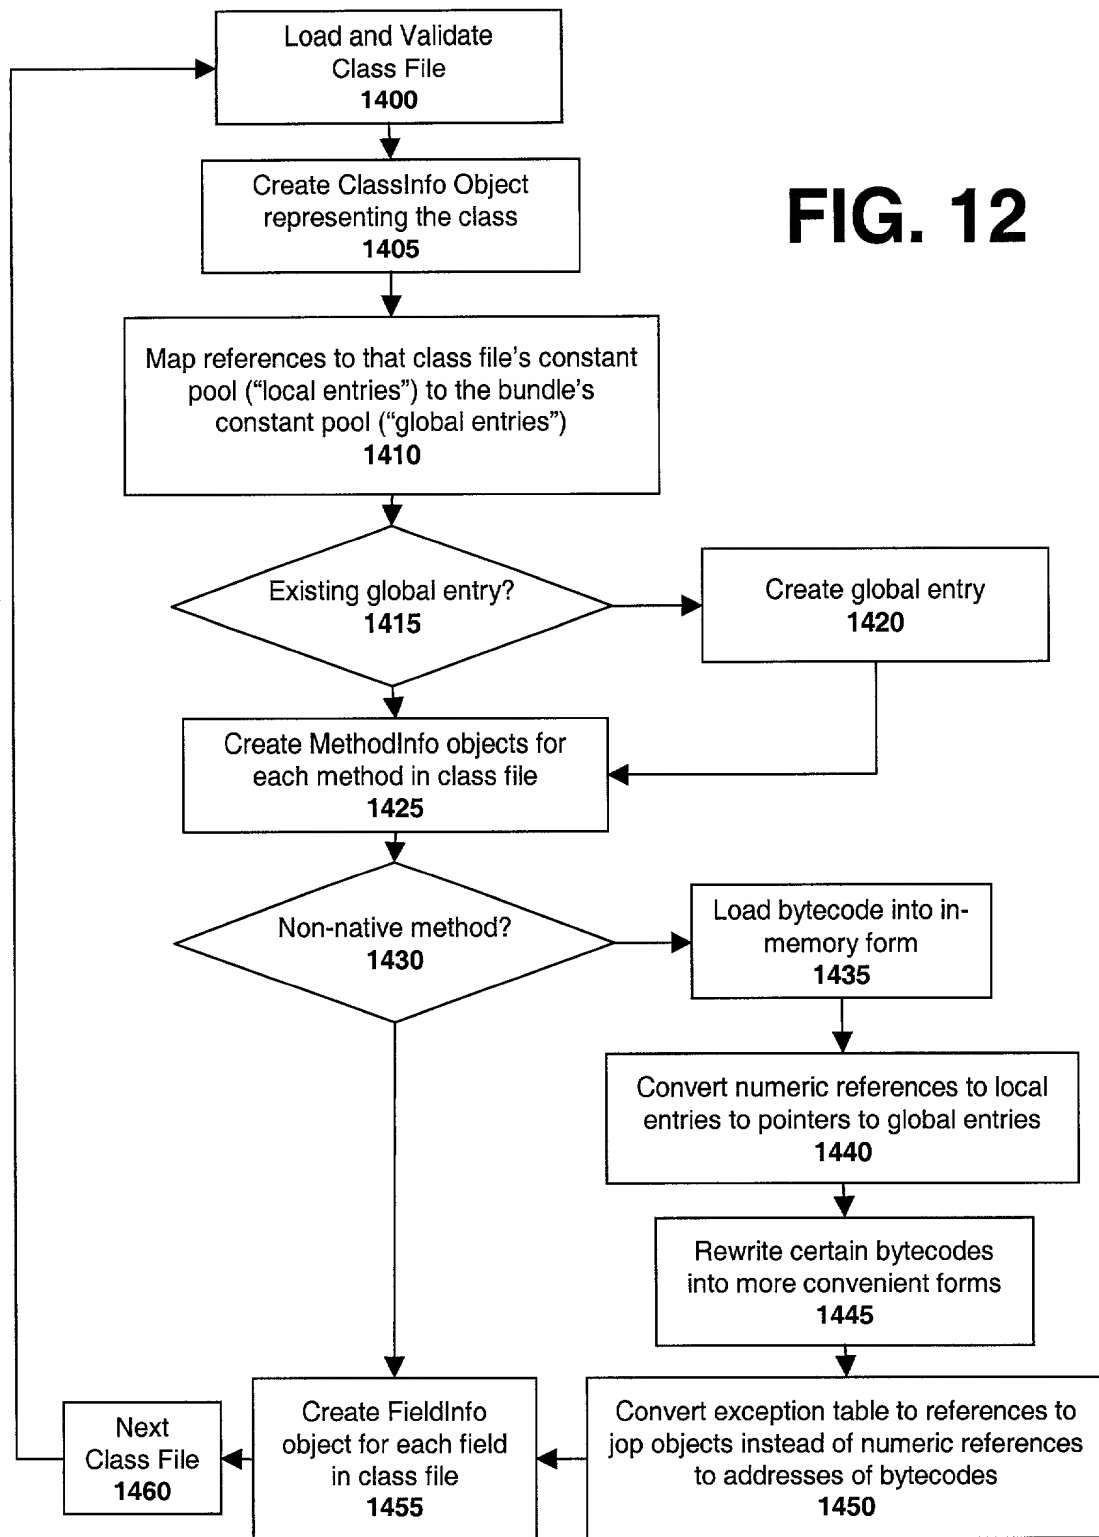 Load and Validate
Class File
1400
Create ClassInfo Object
representing the class
1405
FIG. 12
Map references to that class file's constant
pool (“local entries”) to the bundle's
constant pool (“global entries”)
1410
Existing global entry?
1415
Create global entry
1420
Create MethodInfo objects for
each method in class file
1425
Non-native method?
1430
Load bytecode into in-
memory form
1435
Convert numeric references to local
entries to pointers to global entries
1440
Rewrite certain bytecodes
into more convenient forms
1445
Next
Class File
1460
Create FieldInfo
object for each field
in class file
1455
Convert exception table to references to
jop objects instead of numeric references
to addresses of bytecodes
1450